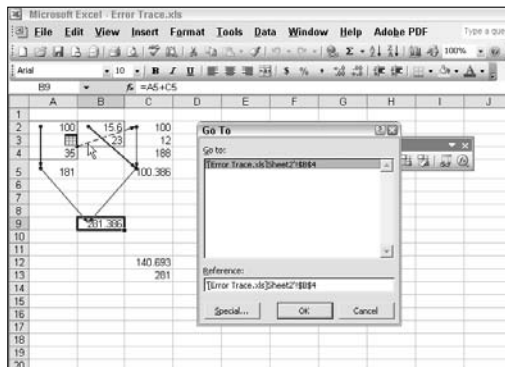 Microsoft Excel - Error Trace.xls
File Edit View Insert Format Tools Data Window Help Adobe PDF Type a que
100%
Arial 10 B I U $ % , A
B9 fx =A5+C5
A B C D E F G H I J
1
2 100 15.6 100
3 23 12
4 35 188
5 181 100.386
6
7
8
9 281.386
10
11
12 140.693
13 281
14
15
16
17
18
19
20
Go To
Go to:
'[Error Trace.xls]Sheet2'!$B$4
Reference:
'[Error Trace.xls]Sheet2'!$B$4
Special... OK Cancel